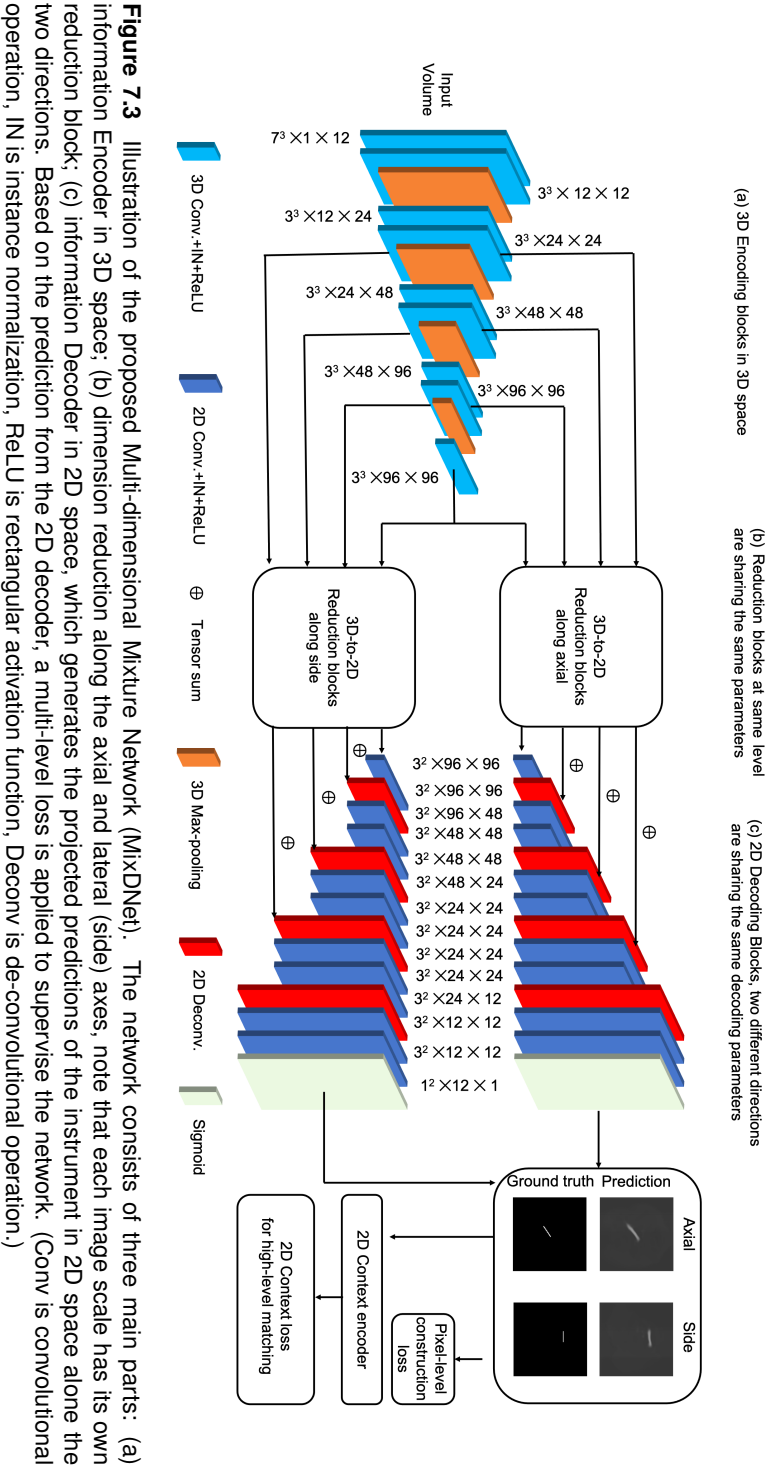 (a) 3D Encoding blocks in 3D space
(b) Reduction blocks at same level
are sharing the same parameters
(c) 2D Decoding Blocks, two different directions
are sharing the same decoding parameters
Input
Volume
7³ ×1 × 12
3³ × 12 × 12
3³ ×12 × 24
3³ ×24 × 24
3³ ×24 × 48
3³ ×48 × 48
3³ ×48 × 96
3³ ×96 × 96
3³ ×96 × 96
3D-to-2D
Reduction blocks
along axial
3D-to-2D
Reduction blocks
along side
3² ×96 × 96
3² ×96 × 96
3² ×96 × 48
3² ×48 × 48
3² ×48 × 48
3² ×48 × 24
3² ×24 × 24
3² ×24 × 24
3² ×24 × 24
3² ×24 × 24
3² ×24 × 12
3² ×12 × 12
3² ×12 × 12
1² ×12 × 1
⊕
⊕
⊕
⊕
⊕
⊕
Axial
Side
Prediction
Ground truth
Pixel-level
construction
loss
2D Context encoder
2D Context loss
for high-level matching
3D Conv.+IN+ReLU
2D Conv.+IN+ReLU
⊕ Tensor sum
3D Max-pooling
2D Deconv.
Sigmoid
Figure 7.3 Illustration of the proposed Multi-dimensional Mixture Network (MixDNet). The network consists of three main parts: (a)
information Encoder in 3D space; (b) dimension reduction along the axial and lateral (side) axes, note that each image scale has its own
reduction block; (c) information Decoder in 2D space, which generates the projected predictions of the instrument in 2D space alone the
two directions. Based on the prediction from the 2D decoder, a multi-level loss is applied to supervise the network. (Conv is convolutional
operation, IN is instance normalization, ReLU is rectangular activation function, Deconv is de-convolutional operation.)